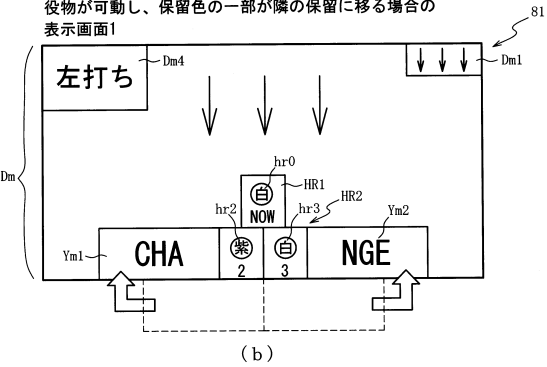 役物が可動し、保留色の一部が隣の保留に移る場合の
表示画面1
81
左打ち
Dm4
Dm1
Dm
hr0
白
HR1
NOW
hr2
hr3
HR2
Ym2
Ym1
CHA
紫
白
NGE
2
3
(b)